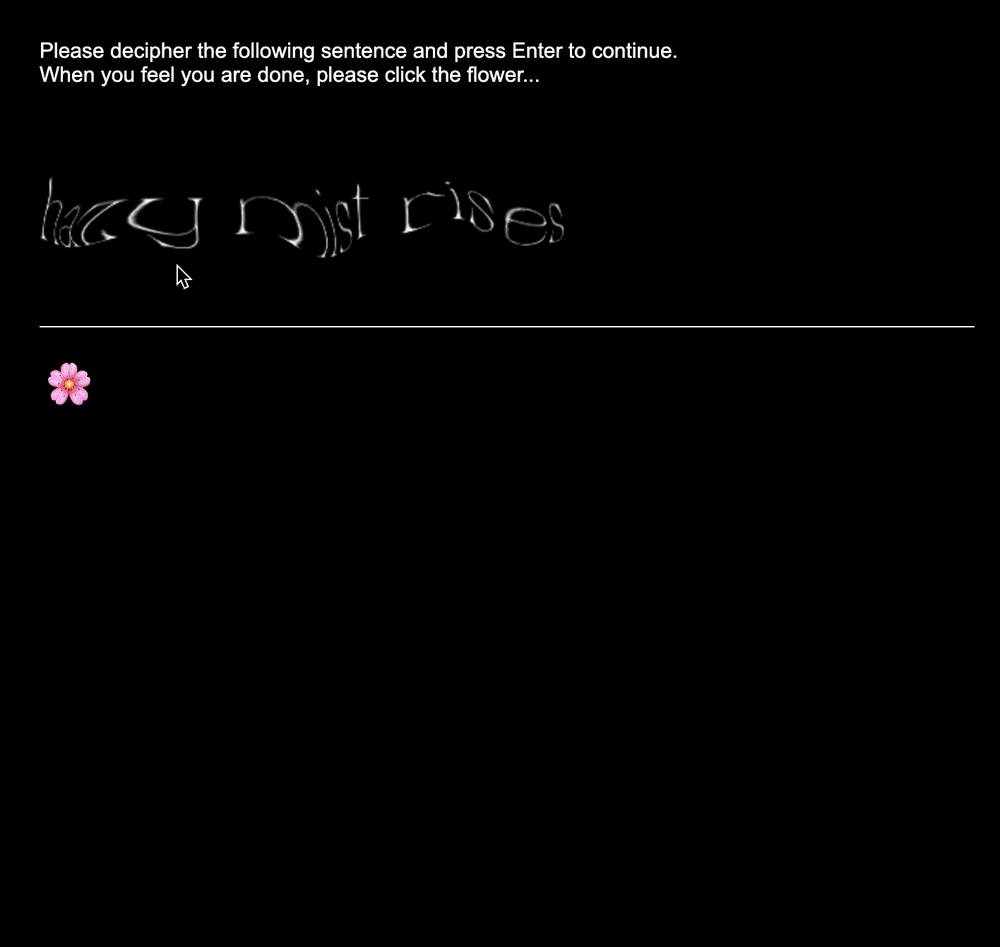 Please decipher the following sentence and press Enter to continue.
When you feel you are done, please click the flower...
hazy mist rises